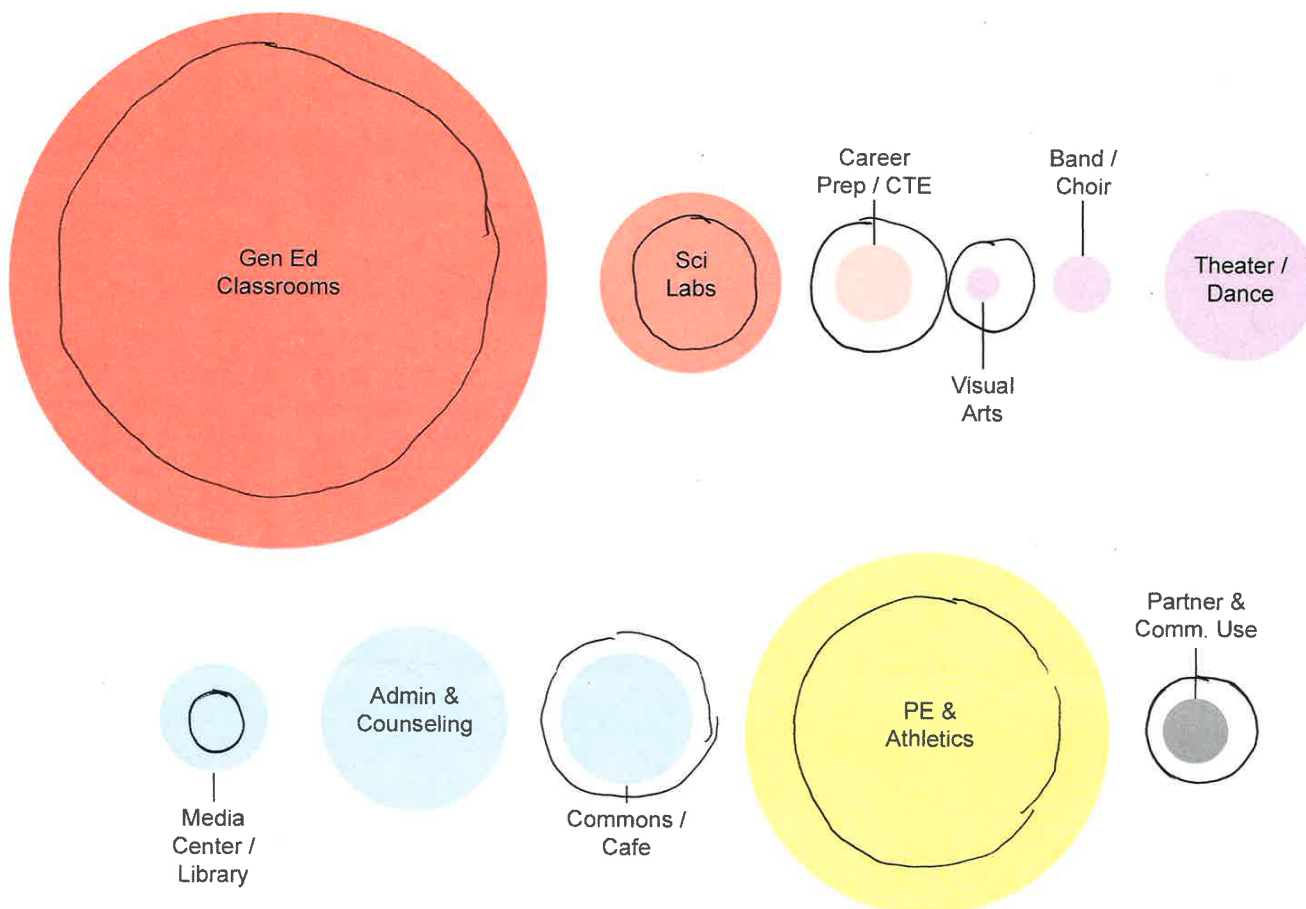 Gen Ed
Classrooms
Sci
Labs
Career
Prep / CTE
Visual
Arts
Band /
Choir
Theater /
Dance
Media
Center /
Library
Admin &
Counseling
Commons /
Cafe
PE &
Athletics
Partner &
Comm. Use